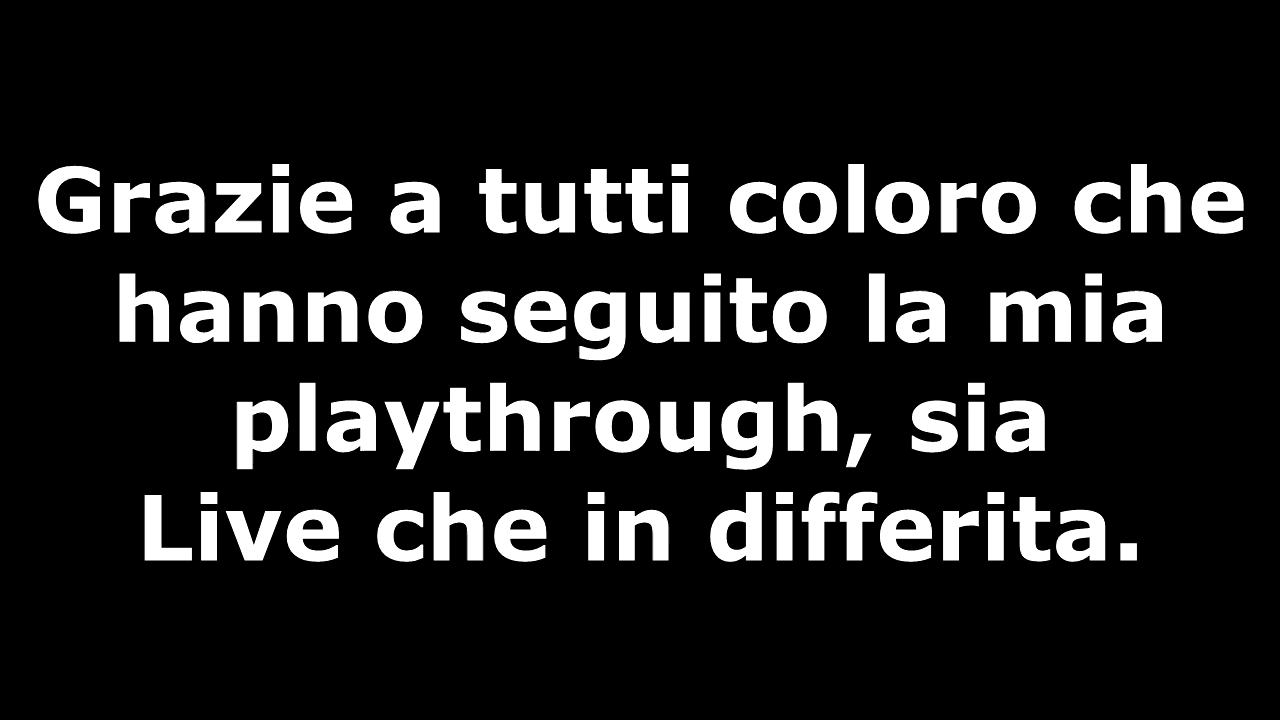 Grazie a tutti coloro che
hanno seguito la mia
playthrough, sia
Live che in differita.